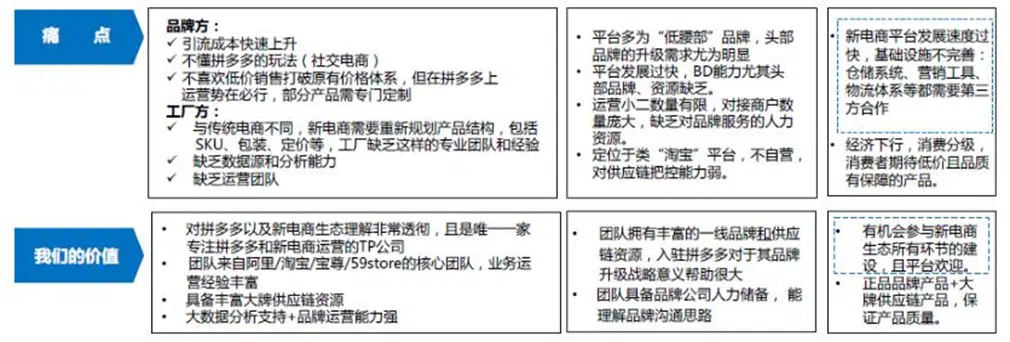 痛 点
品牌方：
✓ 引流成本快速上升
✓ 不懂拼多多的玩法（社交电商）
✓ 不喜欢低价销售打破原有价格体系，但在拼多多上
运营势在必行，部分产品需专门定制
工厂方：
✓ 与传统电商不同，新电商需要重新规划产品结构，包括
SKU、包装、定价等，工厂缺乏这样的专业团队和经验
✓ 缺乏数据源和分析能力
✓ 缺乏运营团队
• 平台多为“低腰部”品牌，头部
品牌的升级需求尤为明显
• 平台发展过快，BD能力尤其头
部品牌、资源缺乏。
• 运营小二数量有限，对接商户数
量庞大，缺乏对品牌服务的人力
资源。
• 定位于类“淘宝”平台，不自营，
对供应链把控能力弱。
• 新电商平台发展速度过
快，基础设施不完善：
仓储系统、营销工具、
物流体系等都需要第三
方合作
• 经济下行，消费分级，
消费者期待低价且品质
有保障的产品。
我们的价值
• 对拼多多以及新电商生态理解非常透彻，且是唯一一家
专注拼多多和新电商运营的TP公司
• 团队来自阿里/淘宝/宝尊/59store的核心团队，业务运
营经验丰富
• 具备丰富大牌供应链资源
• 大数据分析支持+品牌运营能力强
• 团队拥有丰富的一线品牌和供应
链资源，入驻拼多多对于其品牌
升级战略意义帮助很大
• 团队具备品牌公司人力储备， 能
理解品牌沟通思路
• 有机会参与新电商
生态所有环节的建
设，且平台欢迎。
• 正品品牌产品+大
牌供应链产品，保
证产品质量。